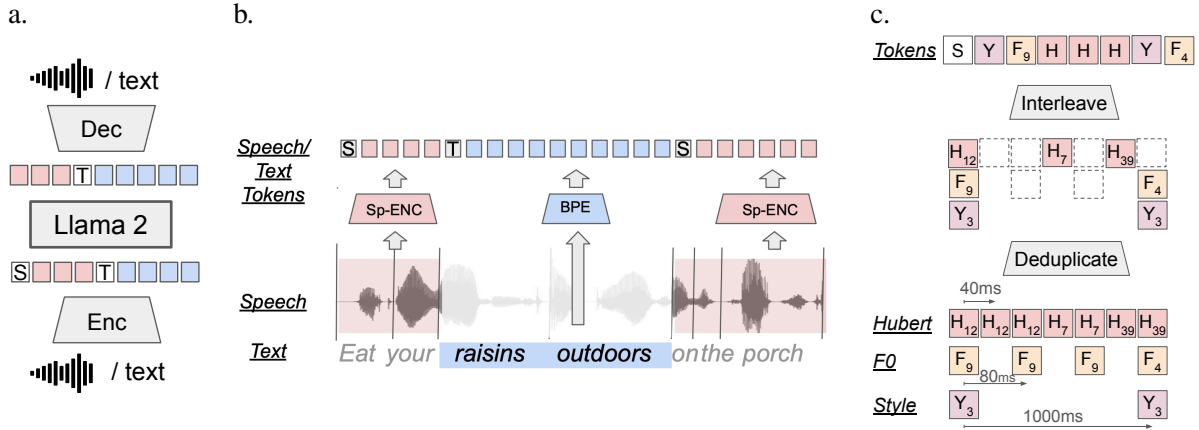 a.
/ text
Dec
T
Llama 2
S T
Enc
/ text
b.
Speech/
Text
Tokens
S T S
Sp-ENC BPE Sp-ENC
Speech
Text
Eat your raisins outdoors on the porch
c.
Tokens S Y F9 H H H Y F4
Interleave
H12 H7 H39
F9 F4
Y3 Y3
Deduplicate
40ms
Hubert H12 H12 H12 H7 H7 H39 H39
F0 F9 F9 F9 F4
80ms
Style Y3 Y3
1000ms